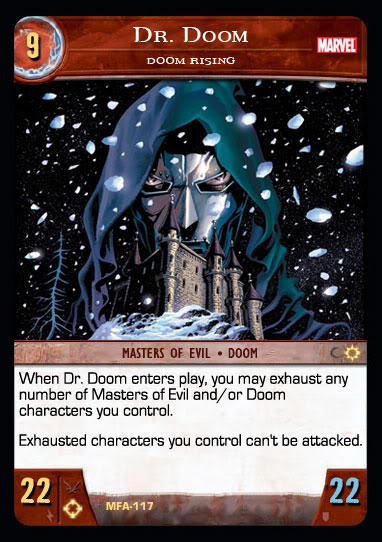 9
DR. DOOM
DOOM RISING
MARVEL
MASTERS OF EVIL • DOOM
C
When Dr. Doom enters play, you may exhaust any
number of Masters of Evil and/or Doom
characters you control.
Exhausted characters you control can't be attacked.
22
MFA-117
22